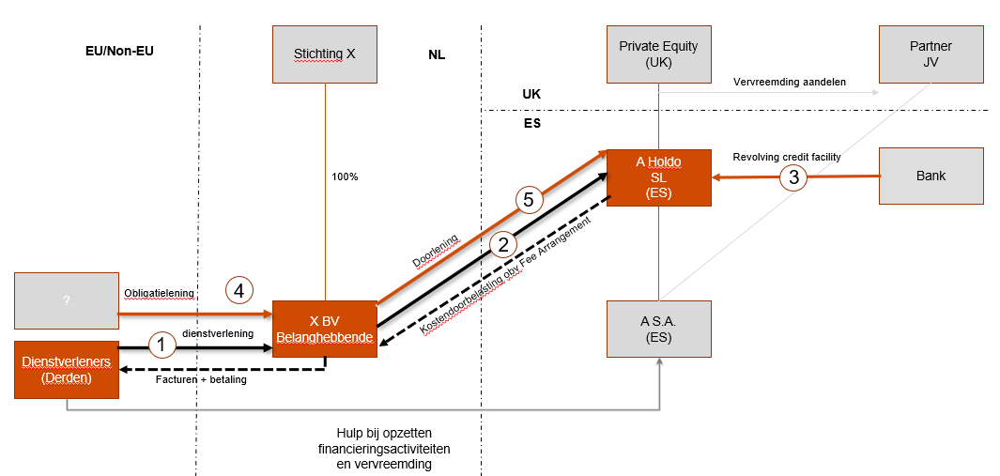 EU/Non-EU
Stichting X
NL
Private Equity
(UK)
Partner
JV
Vervreemding aandelen
UK
ES
100%
A Holdo
SL
(ES)
Revolving credit facility
3
Bank
5
2
Doorlening
Kostendoorbelasting obv Fee Arrangement
?
Obligatielening
4
X BV
Belanghebbende
A S.A.
(ES)
dienstverlening
1
Dienstverleners
(Derden)
Facturen + betaling
Hulp bij opzetten
financieringsactiviteiten
en vervreemding